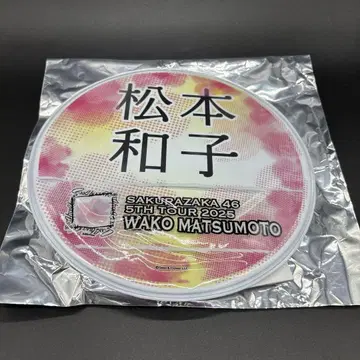 松本
和子
SAKURAZAKA 46
5TH TOUR 2025
WAKO MATSUMOTO